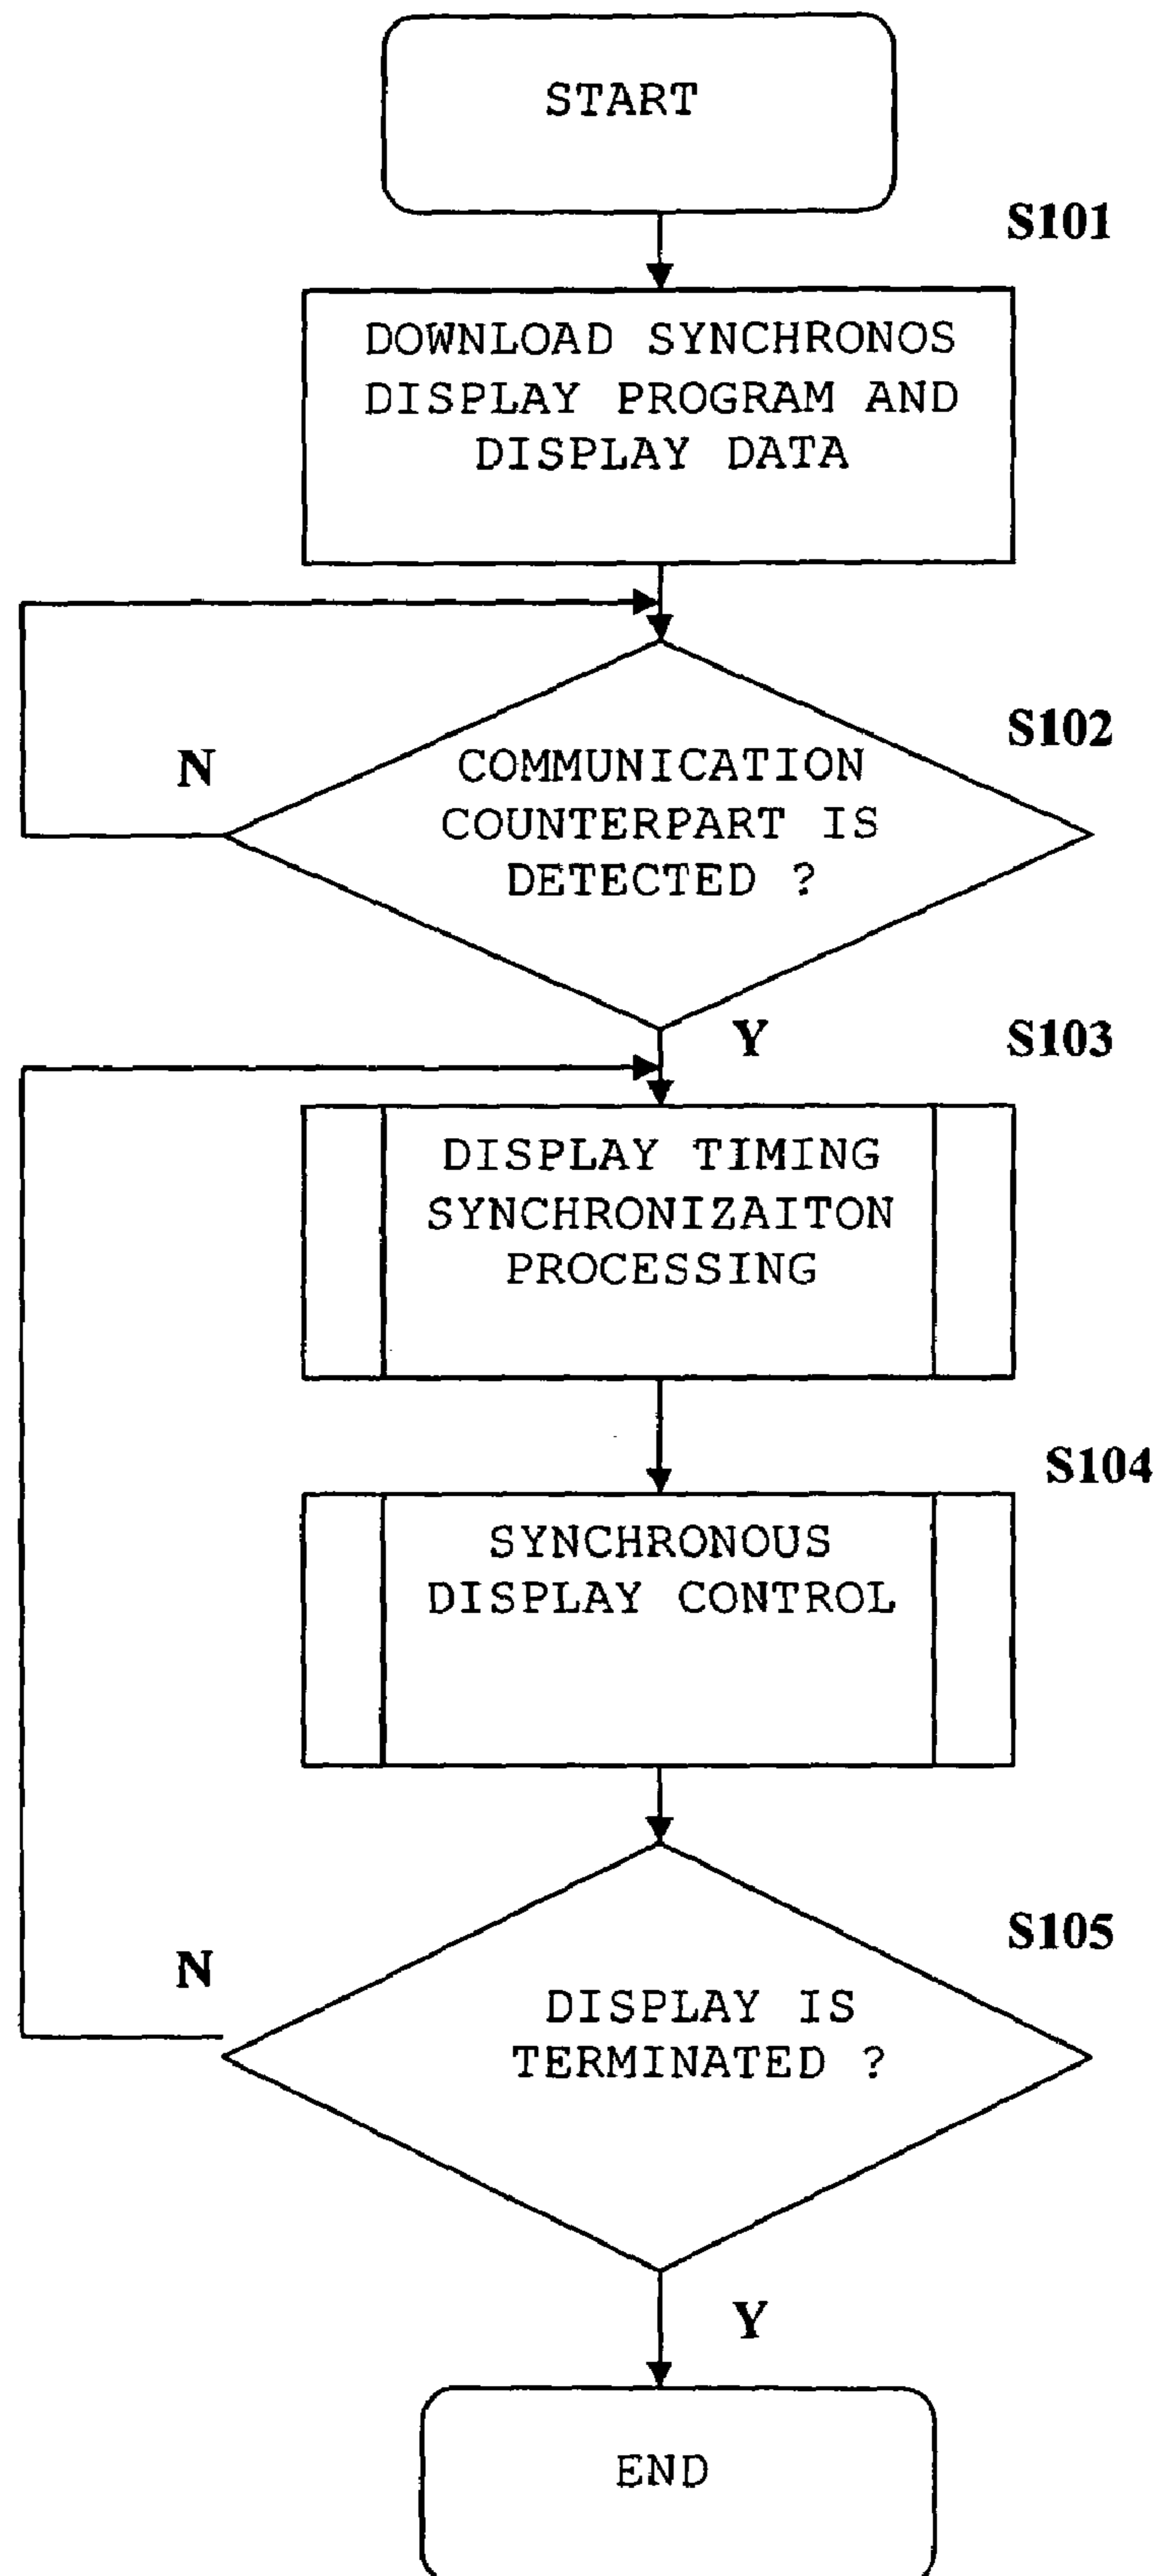 START
S101
DOWNLOAD SYNCHRONOS
DISPLAY PROGRAM AND
DISPLAY DATA
S102
N
COMMUNICATION
COUNTERPART IS
DETECTED ?
Y
S103
DISPLAY TIMING
SYNCHRONIZAITON
PROCESSING
S104
SYNCHRONOUS
DISPLAY CONTROL
S105
N
DISPLAY IS
TERMINATED ?
Y
END